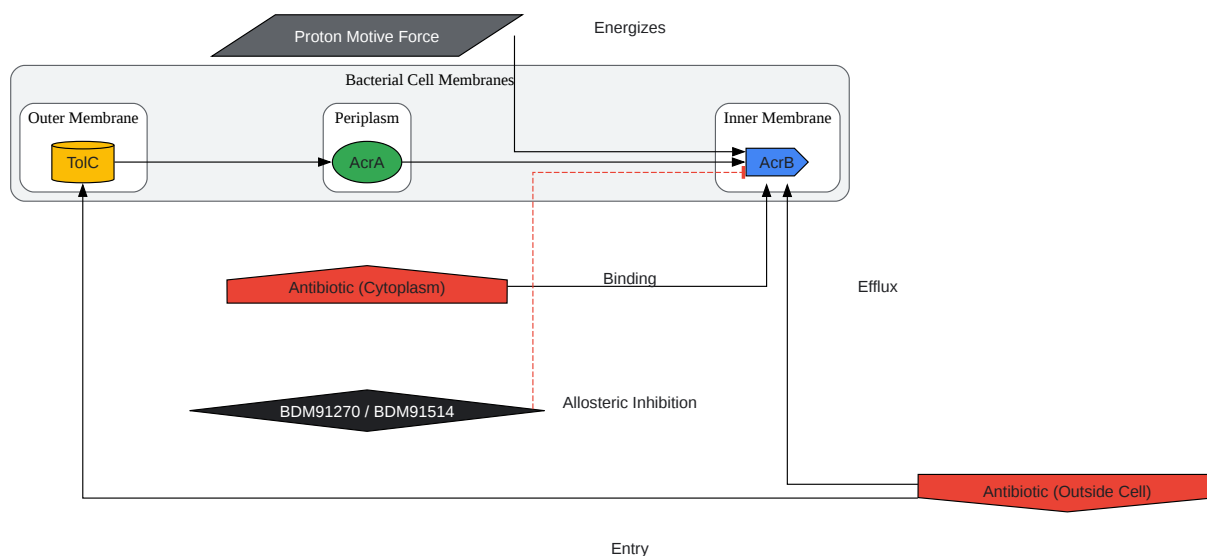 Proton Motive Force
Energizes
Bacterial Cell Membranes
Outer Membrane
Periplasm
Inner Membrane
TolC
AcrA
AcrB
Antibiotic (Cytoplasm)
Binding
Efflux
BDM91270 / BDM91514
Allosteric Inhibition
Antibiotic (Outside Cell)
Entry